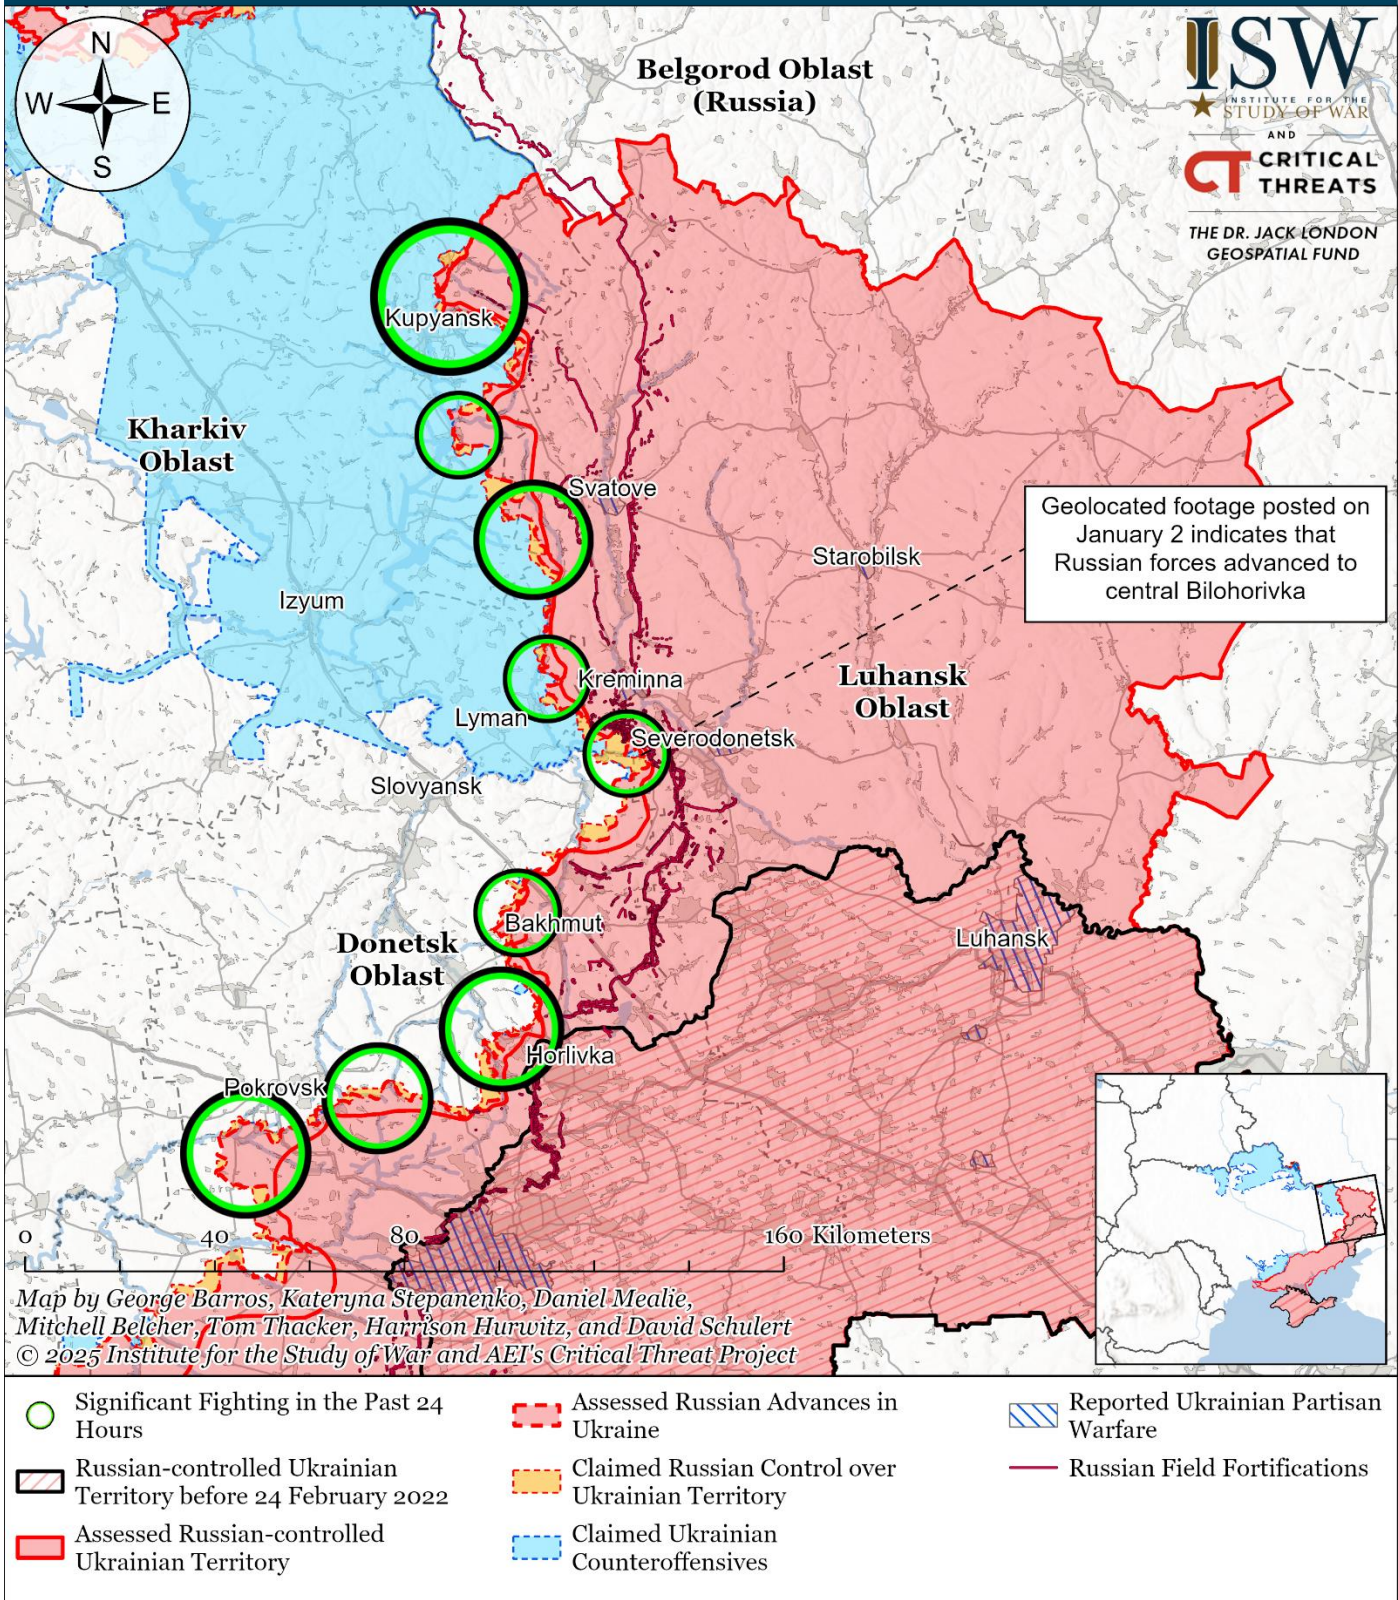 N
W
E
S
Belgorod Oblast
(Russia)
ISW
INSTITUTE FOR THE
STUDY OF WAR
AND
CT CRITICAL
THREATS
THE DR. JACK LONDON
GEOSPATIAL FUND
Kupyansk
Kharkiv
Oblast
Svatove
Geolocated footage posted on
January 2 indicates that
Russian forces advanced to
central Bilohorivka
Starobilsk
Izyum
Kreminna
Luhansk
Oblast
Lyman
Severodonetsk
Slovyansk
Bakhmut
Donetsk
Oblast
Luhansk
Horlivka
Pokrovsk
0 40 80 160 Kilometers
Map by George Barros, Kateryna Stepanenko, Daniel Mealie,
Mitchell Belcher, Tom Thacker, Harrison Hurwitz, and David Schulert
© 2025 Institute for the Study of War and AEI's Critical Threat Project
Significant Fighting in the Past 24
Hours
Russian-controlled Ukrainian
Territory before 24 February 2022
Assessed Russian-controlled
Ukrainian Territory
Assessed Russian Advances in
Ukraine
Claimed Russian Control over
Ukrainian Territory
Claimed Ukrainian
Counteroffensives
Reported Ukrainian Partisan
Warfare
Russian Field Fortifications